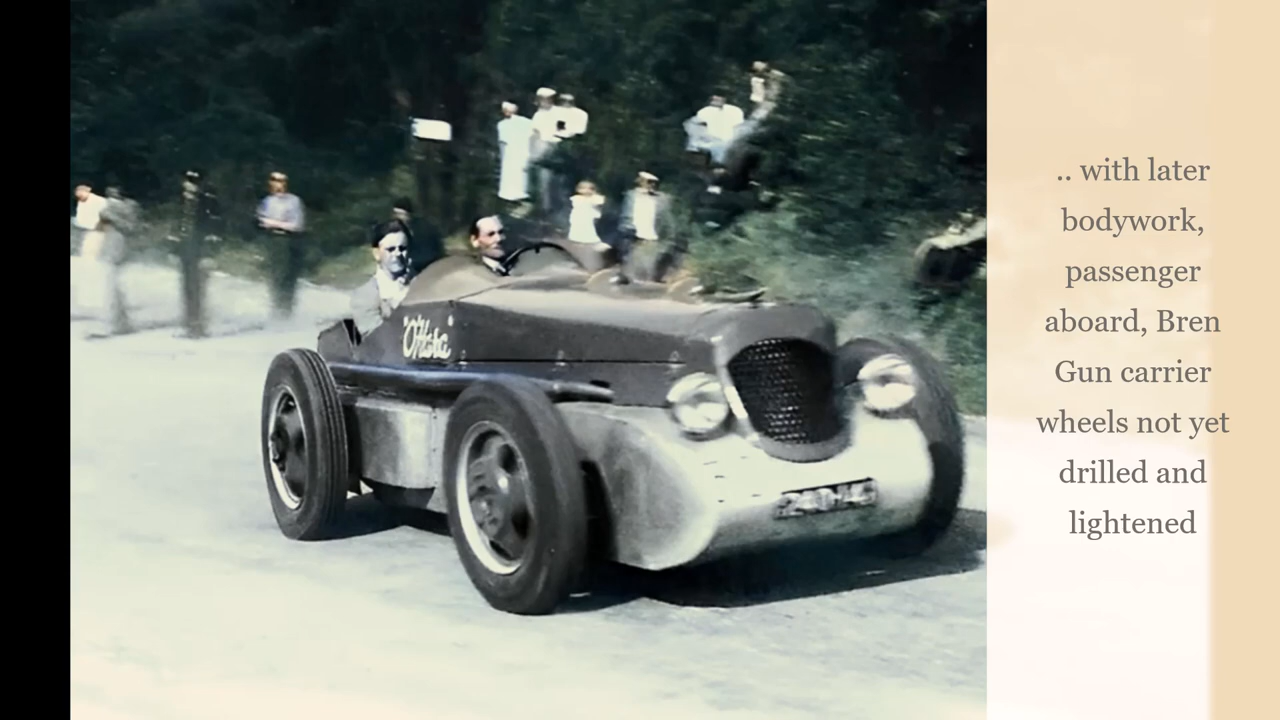 .. with later
bodywork,
passenger
aboard, Bren
Gun carrier
wheels not yet
drilled and
lightened